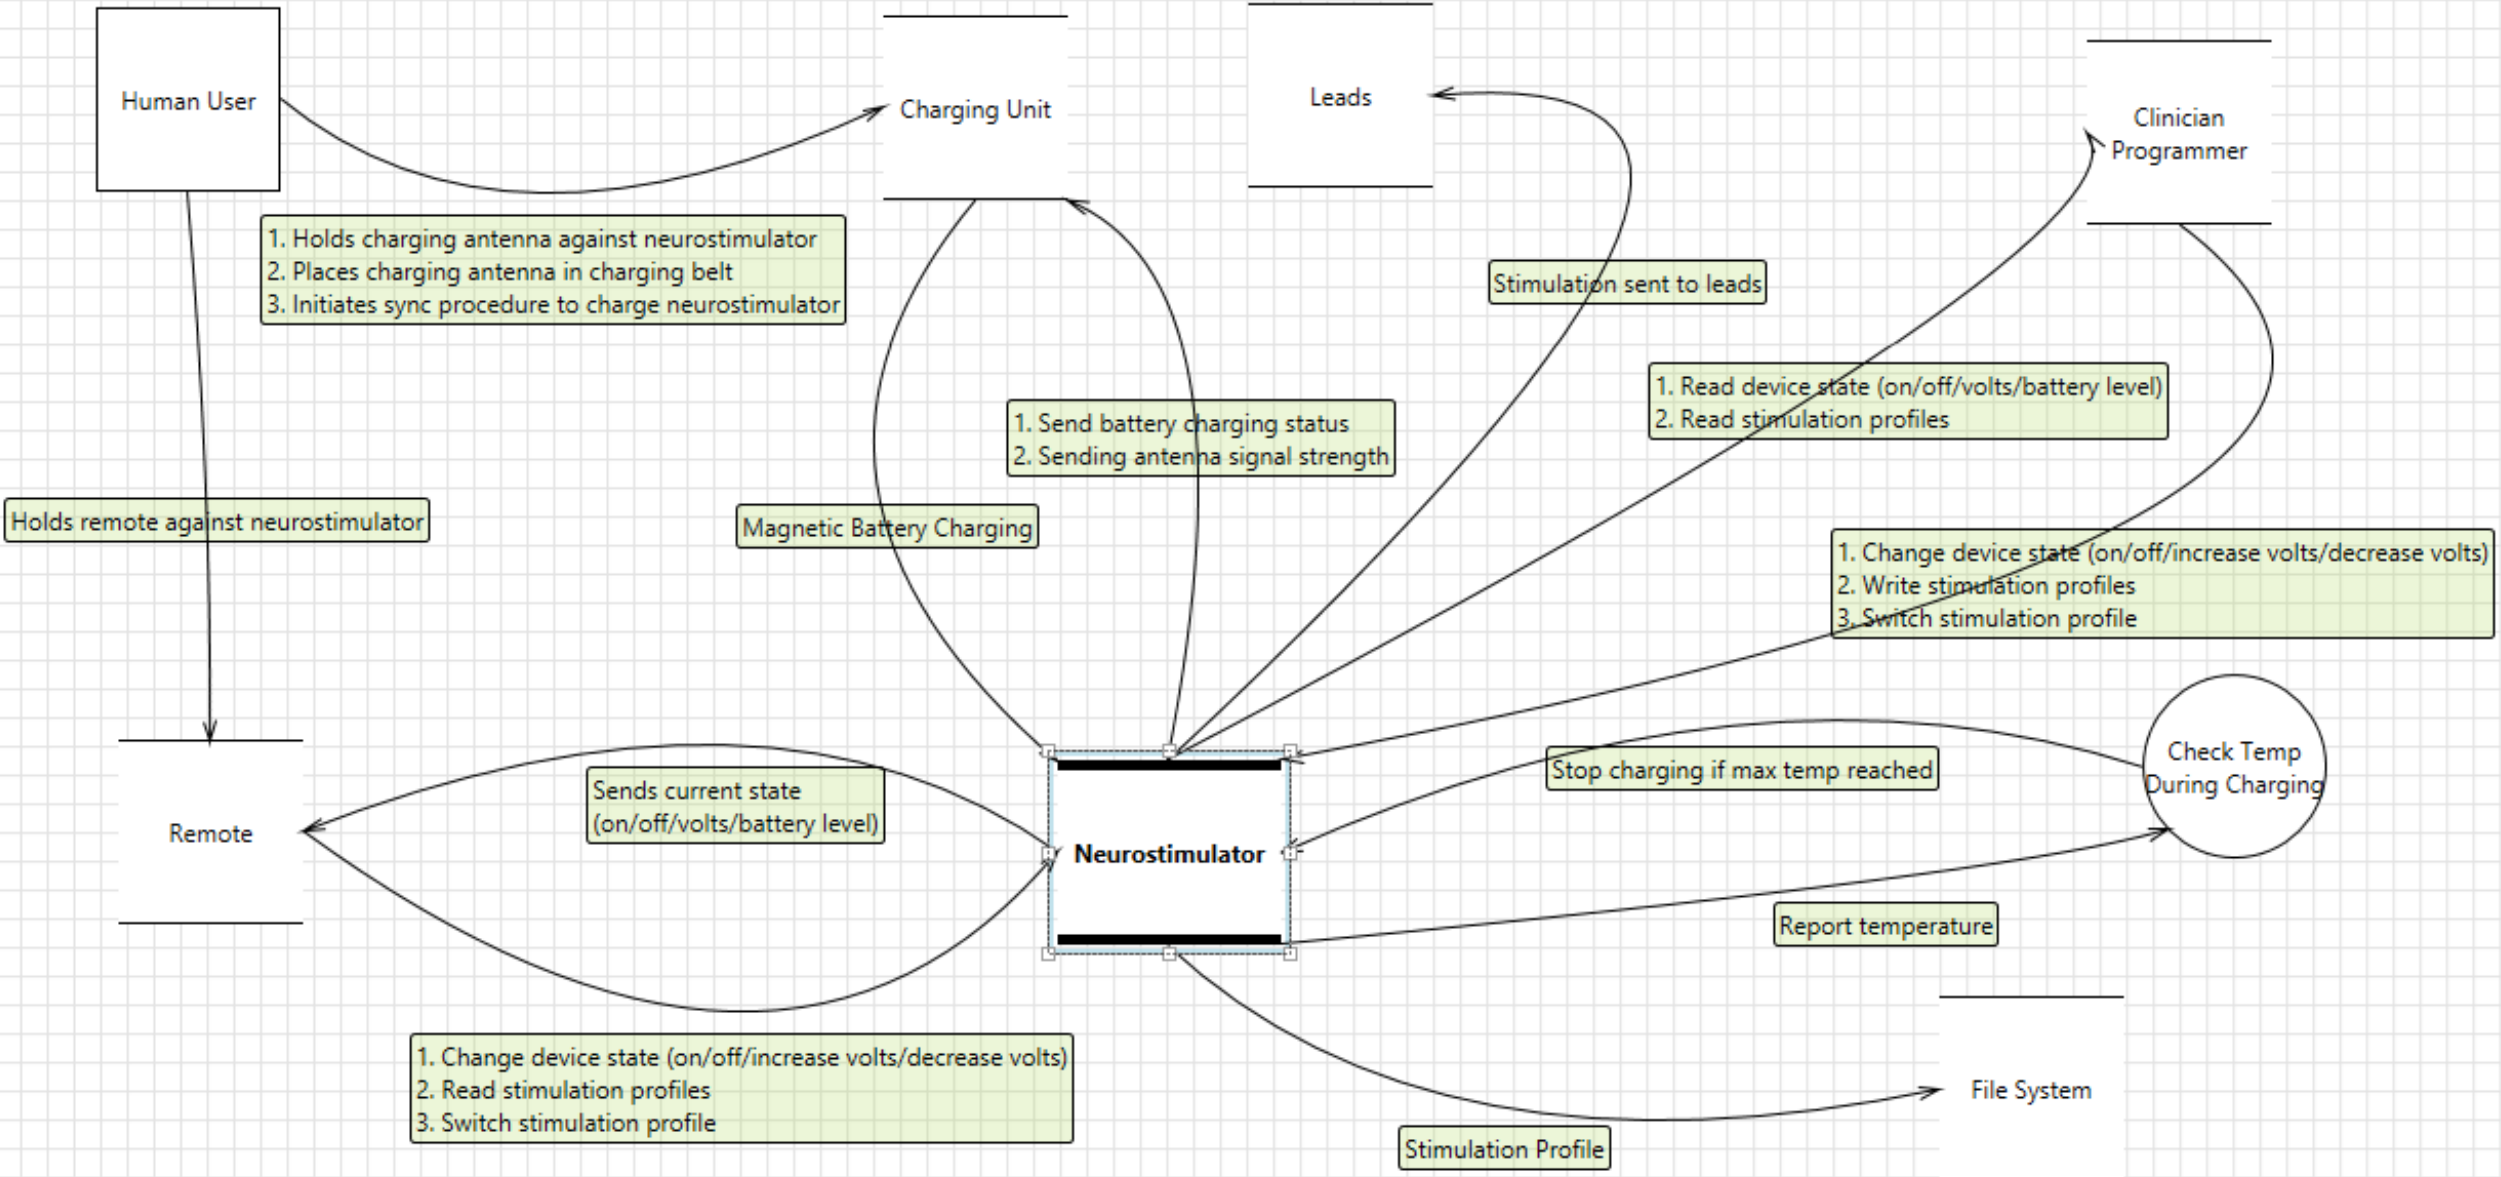 Human User
Charging Unit
Leads
Clinician
Programmer
1. Holds charging antenna against neurostimulator
2. Places charging antenna in charging belt
3. Initiates sync procedure to charge neurostimulator
Stimulation sent to leads
1. Read device state (on/off/volts/battery level)
2. Read stimulation profiles
1. Send battery charging status
2. Sending antenna signal strength
Holds remote against neurostimulator
Magnetic Battery Charging
1. Change device state (on/off/increase volts/decrease volts)
2. Write stimulation profiles
3. Switch stimulation profile
Sends current state
(on/off/volts/battery level)
Stop charging if max temp reached
Check Temp
During Charging
Remote
Neurostimulator
Report temperature
1. Change device state (on/off/increase volts/decrease volts)
2. Read stimulation profiles
3. Switch stimulation profile
File System
Stimulation Profile